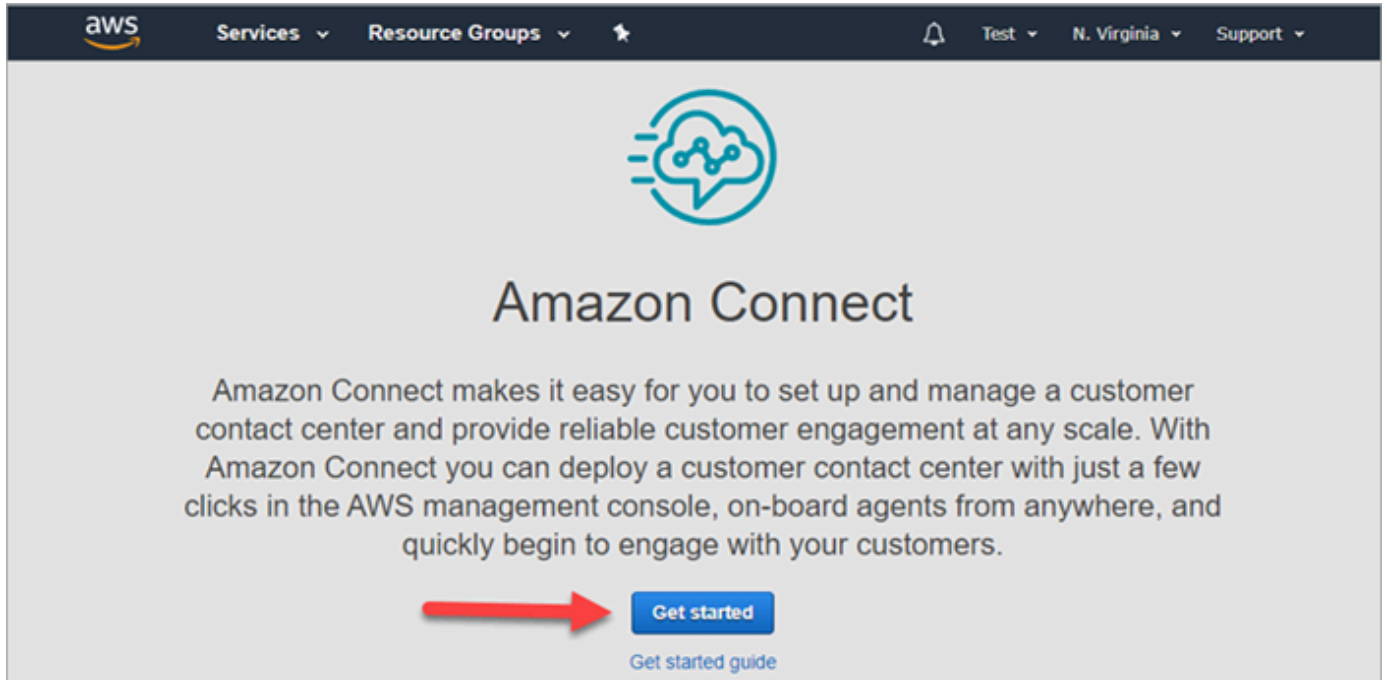 aws Services Resource Groups Test N. Virginia Support
Amazon Connect
Amazon Connect makes it easy for you to set up and manage a customer
contact center and provide reliable customer engagement at any scale. With
Amazon Connect you can deploy a customer contact center with just a few
clicks in the AWS management console, on-board agents from anywhere, and
quickly begin to engage with your customers.
Get started
Get started guide